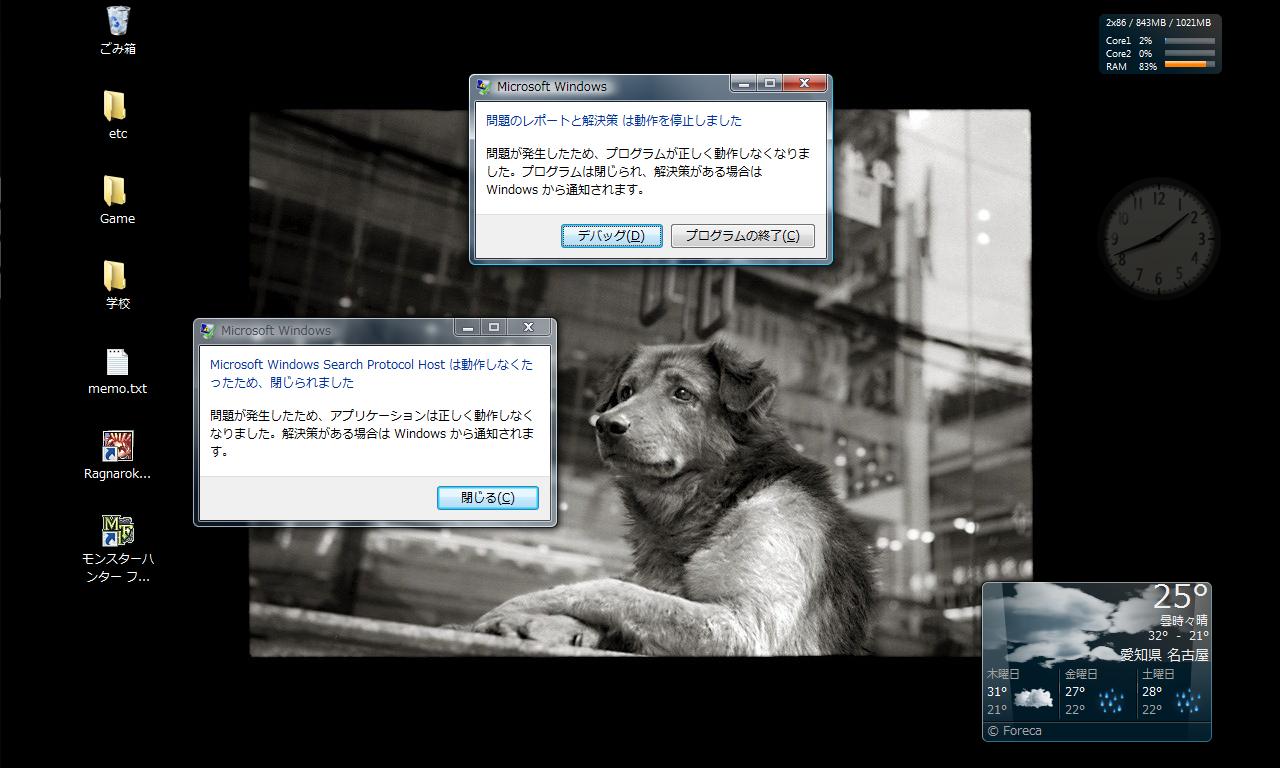 ごみ箱
etc
Game
学校
memo.txt
Ragnarok...
モンスターハ
ンター フ...
Microsoft Windows
問題のレポートと解決策 は動作を停止しました
問題が発生したため、プログラムが正しく動作しなくなりま
した。プログラムは閉じられ、解決策がある場合は
Windows から通知されます。
デバッグ(D)
プログラムの終了(C)
Microsoft Windows
Microsoft Windows Search Protocol Host は動作しなくな
ったため、閉じられました
問題が発生したため、アプリケーションは正しく動作しなく
なりました。解決策がある場合は Windows から通知されま
す。
閉じる(C)
2x86 / 843MB / 1021MB
Core1 2%
Core2 0%
RAM 83%
12
1
2
3
4
5
6
7
8
9
10
11
25°
曇時々晴
32° - 21°
愛知県 名古屋
木曜日 金曜日 土曜日
31° 27° 28°
21° 22° 22°
© Foreca